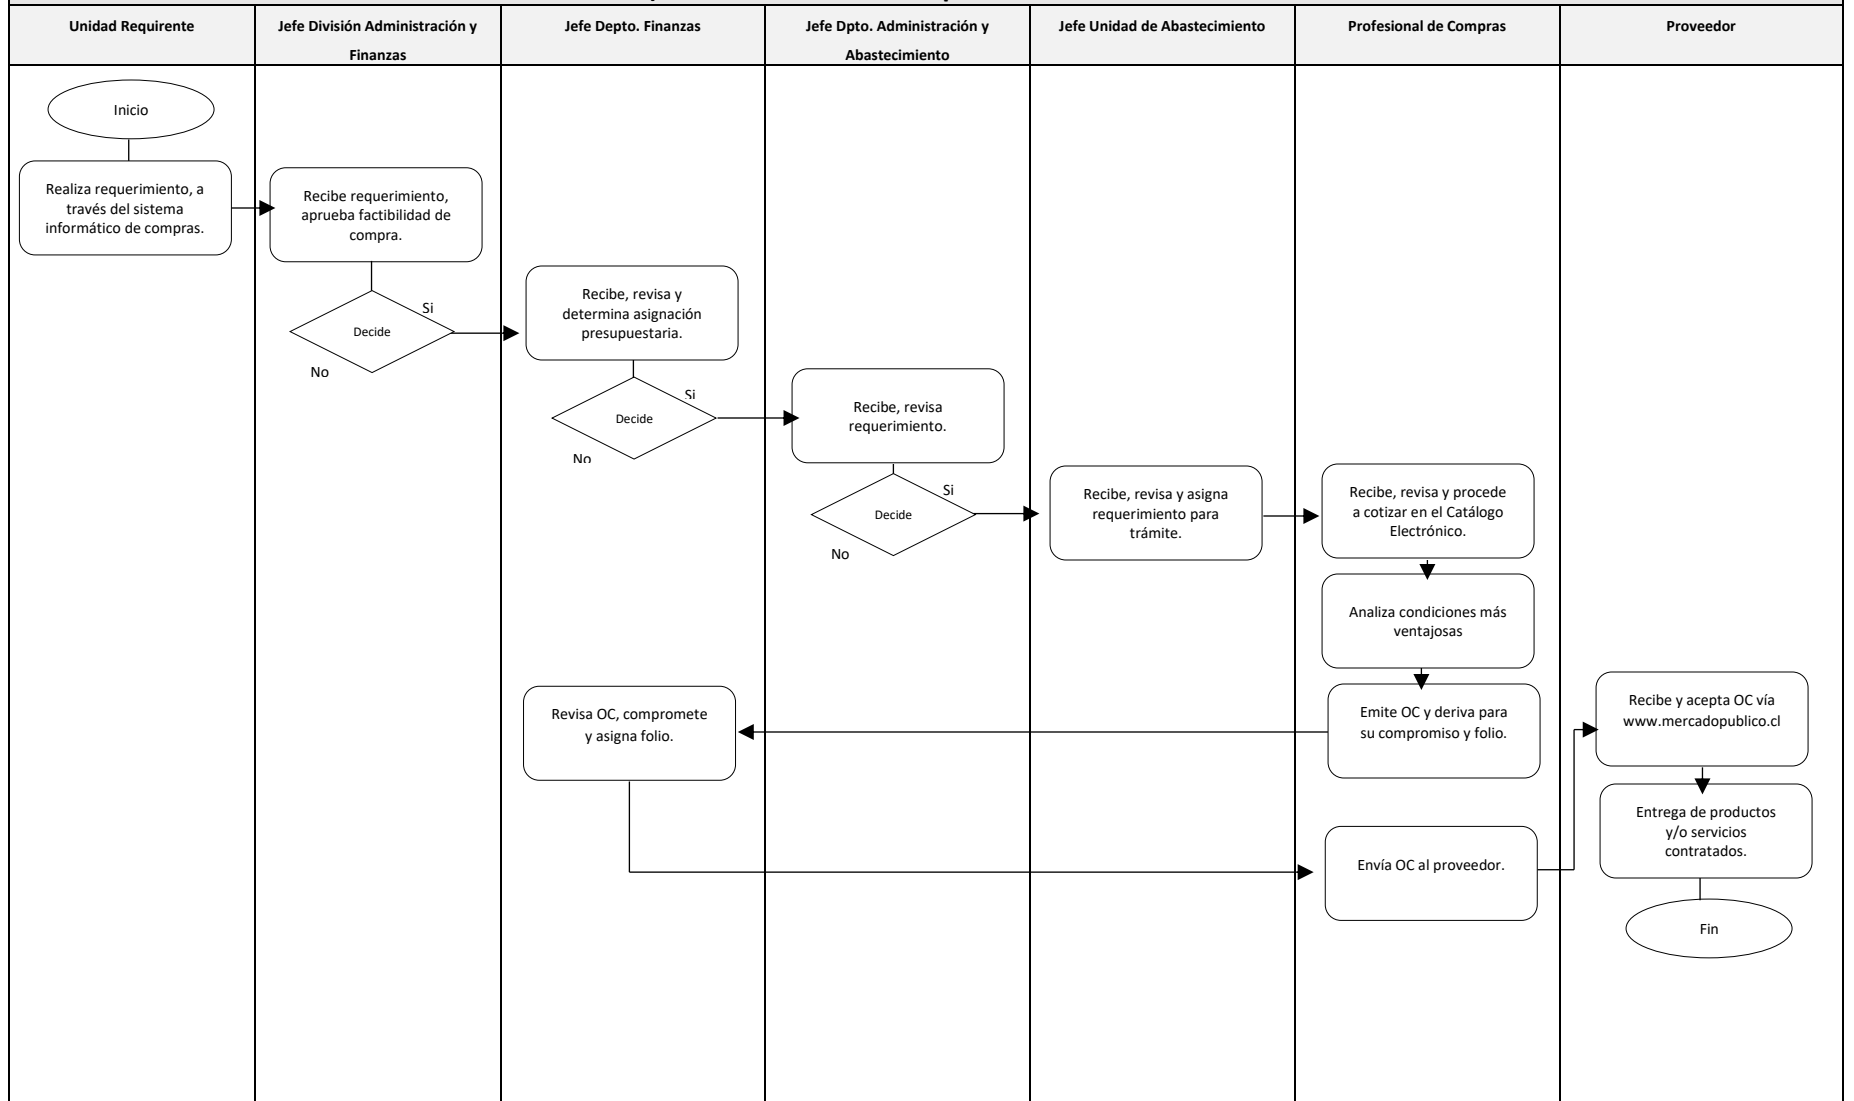 Unidad Requirente
Jefe División Administración y
Finanzas
Jefe Depto. Finanzas
Jefe Dpto. Administración y
Abastecimiento
Jefe Unidad de Abastecimiento
Profesional de Compras
Proveedor
Inicio
Realiza requerimiento, a
través del sistema
informático de compras.
Recibe requerimiento,
aprueba factibilidad de
compra.
Decide
Si
No
Recibe, revisa y
determina asignación
presupuestaria.
Decide
Si
No
Recibe, revisa
requerimiento.
Decide
Si
No
Recibe, revisa y asigna
requerimiento para
trámite.
Recibe, revisa y procede
a cotizar en el Catálogo
Electrónico.
Analiza condiciones más
ventajosas
Emite OC y deriva para
su compromiso y folio.
Revisa OC, compromete
y asigna folio.
Envía OC al proveedor.
Recibe y acepta OC vía
www.mercadopublico.cl
Entrega de productos
y/o servicios
contratados.
Fin